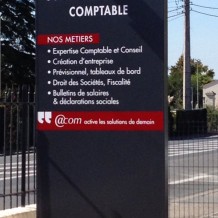 COMPTABLE
NOS METIERS
• Expertise Comptable et Conseil
• Création d'entreprise
• Prévisionnel, tableaux de bord
• Droit des Sociétés, Fiscalité
• Bulletins de salaires
& déclarations sociales
@com active les solutions de demain